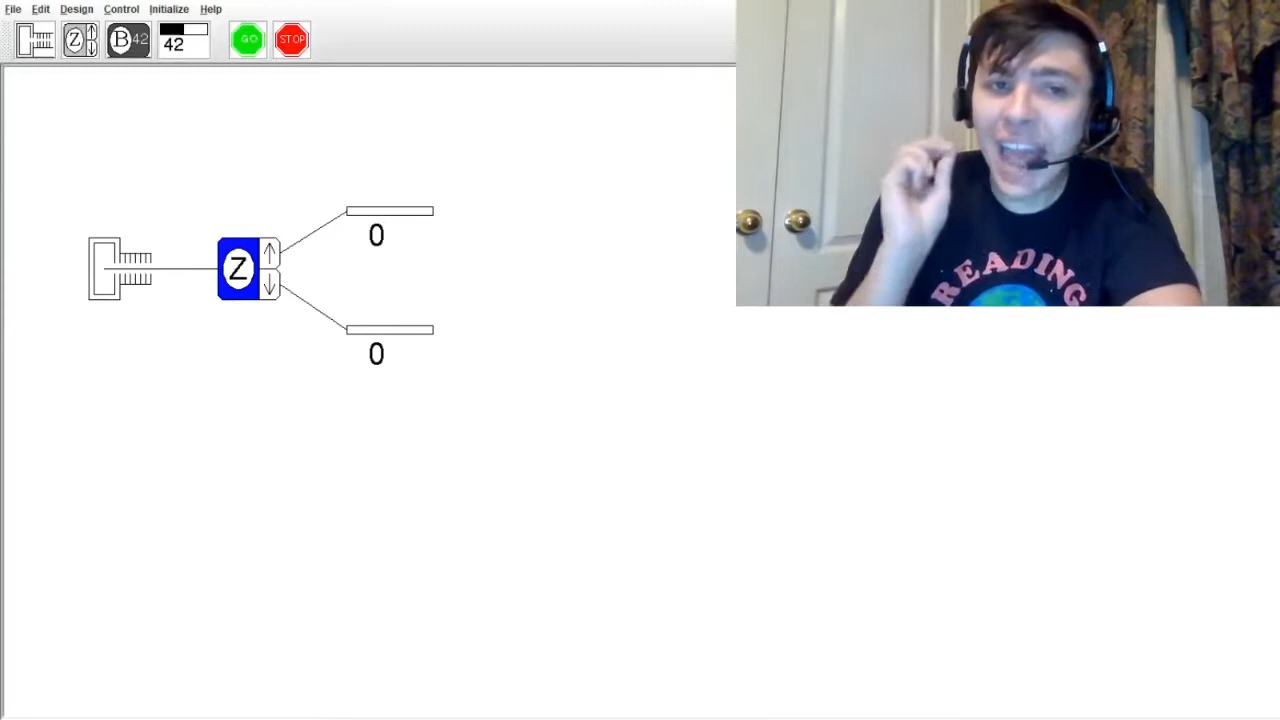 File Edit Design Control Initialize Help
Z B42 42 GO STOP
0
Z
0
READING